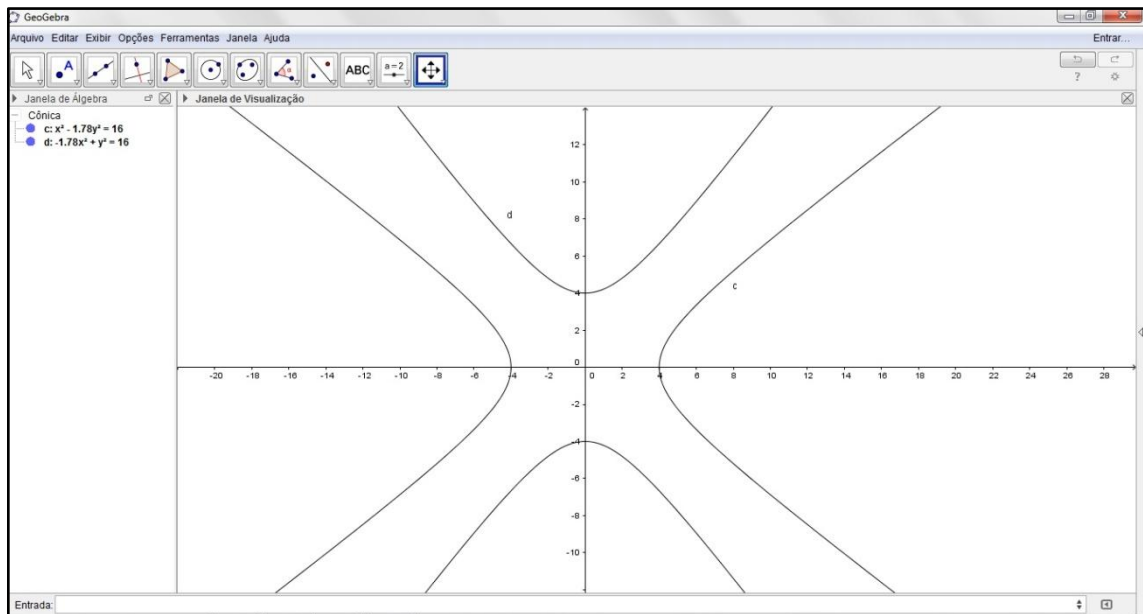 GeoGebra
Arquivo Editar Exibir Opções Ferramentas Janela Ajuda
Entrar...
A
ABC
a = 2
?
Janela de Álgebra
Janela de Visualização
Cônica
c: x² - 1.78y² = 16
d: -1.78x² + y² = 16
12
10
8
6
4
2
0
-2
-4
-6
-8
-10
-20 -18 -16 -14 -12 -10 -8 -6 -4 -2 0 2 4 6 8 10 12 14 16 18 20 22 24 26 28
d
c
Entrada: